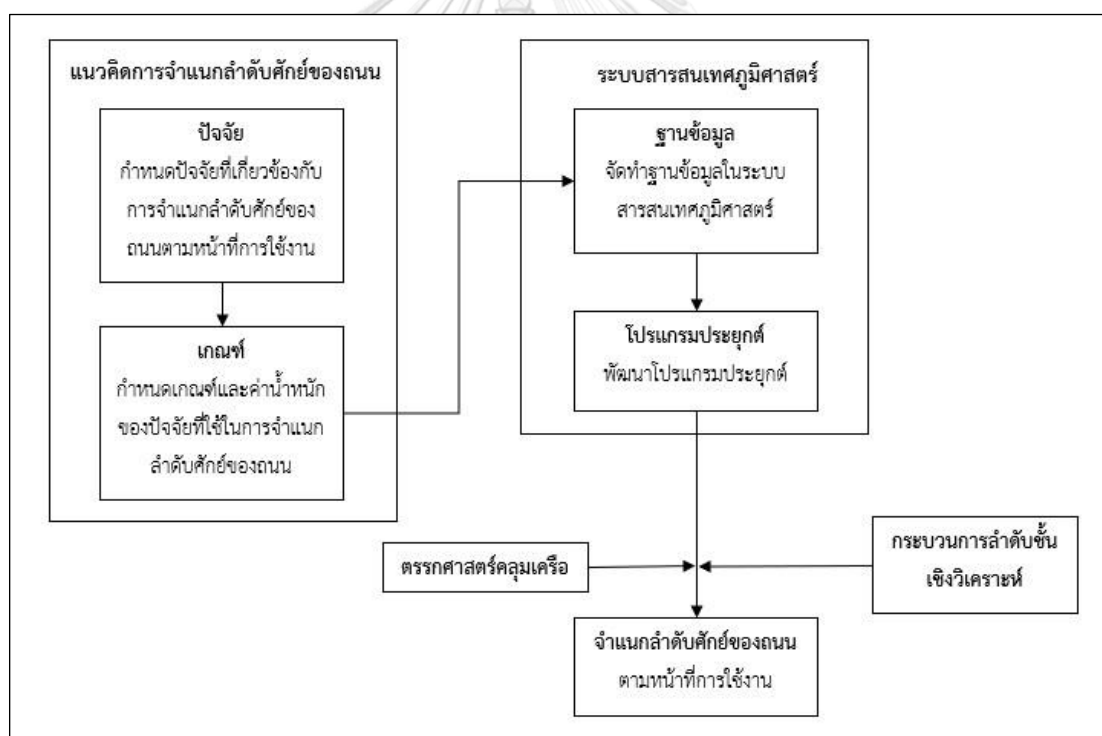 แนวคิดการจำแนกลำดับศักย์ของถนน
ปัจจัย
กำหนดปัจจัยที่เกี่ยวข้องกับ
การจำแนกลำดับศักย์ของ
ถนนตามหน้าที่การใช้งาน
เกณฑ์
กำหนดเกณฑ์และค่าน้ำหนัก
ของปัจจัยที่ใช้ในการจำแนก
ลำดับศักย์ของถนน
ระบบสารสนเทศภูมิศาสตร์
ฐานข้อมูล
จัดทำฐานข้อมูลในระบบ
สารสนเทศภูมิศาสตร์
โปรแกรมประยุกต์
พัฒนาโปรแกรมประยุกต์
ตรรกศาสตร์คลุมเครือ
กระบวนการลำดับชั้น
เชิงวิเคราะห์
จำแนกลำดับศักย์ของถนน
ตามหน้าที่การใช้งาน